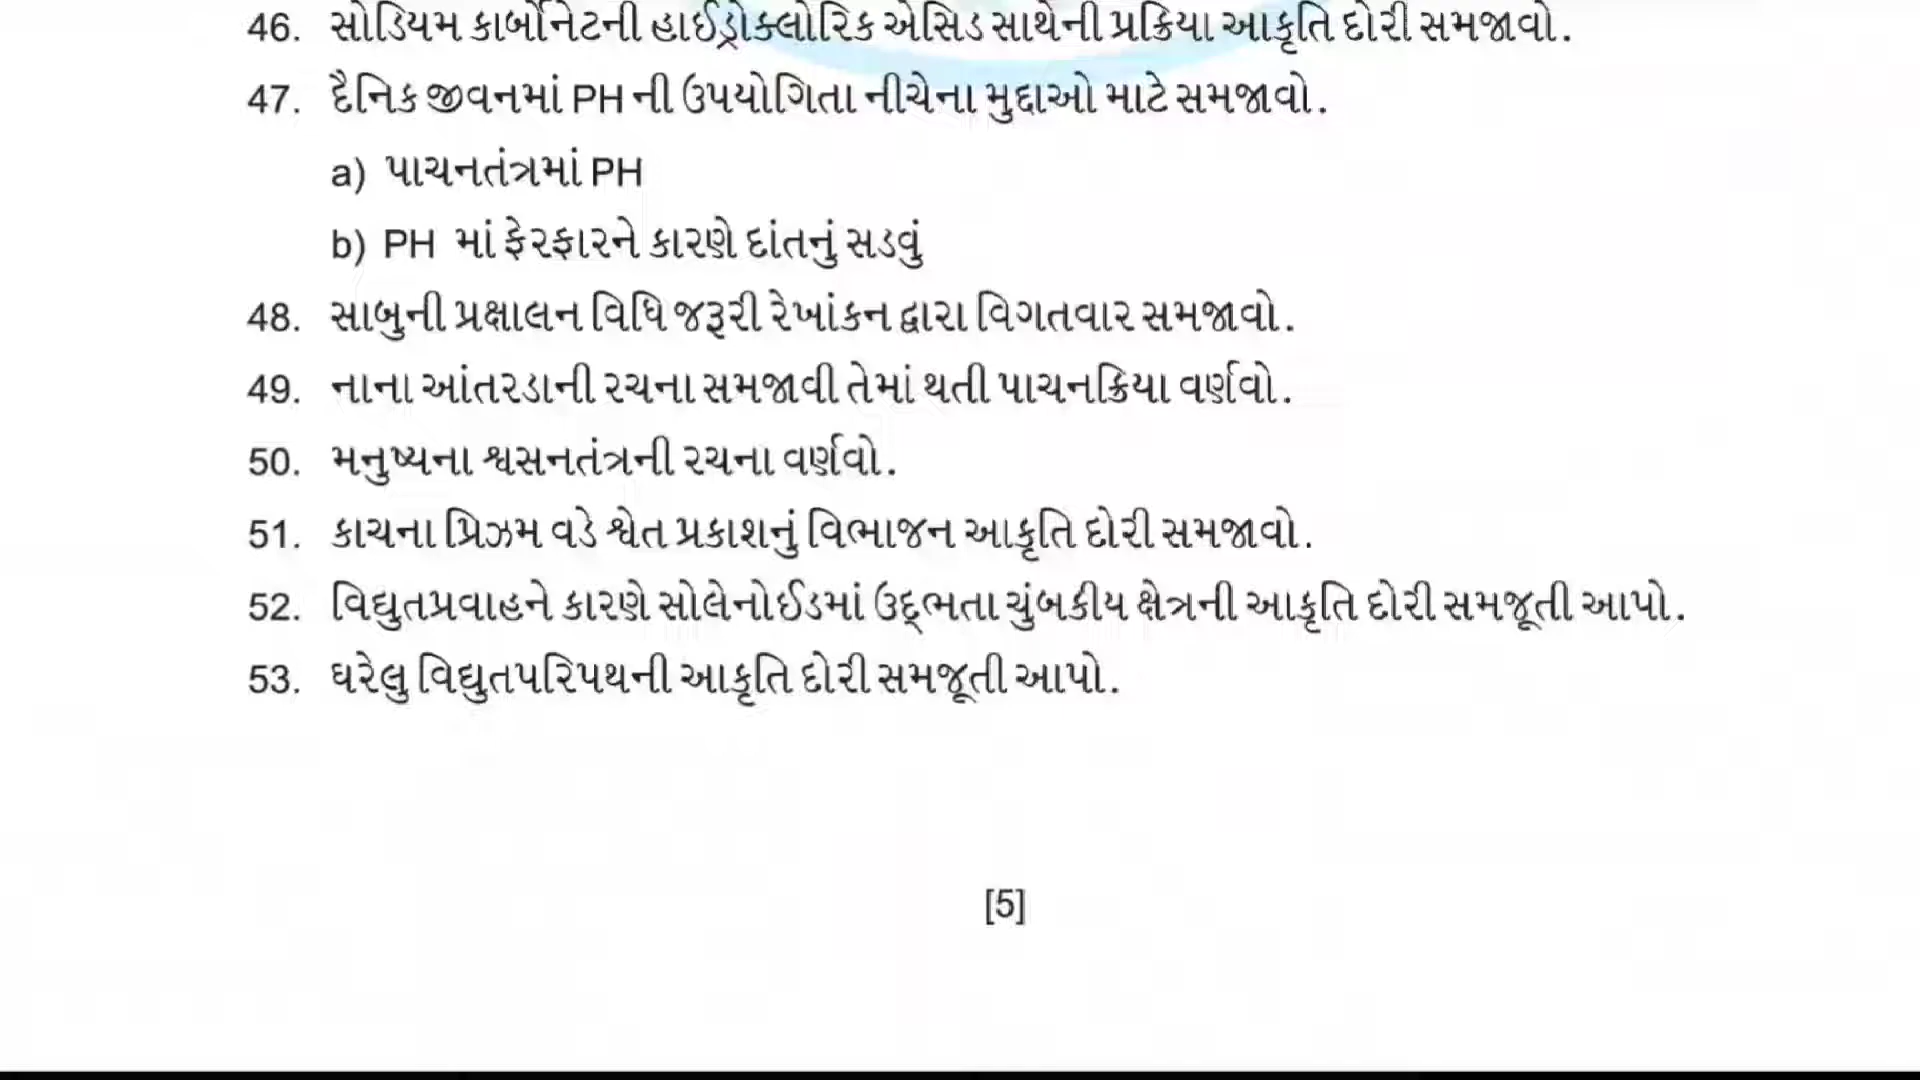 46. સોડિયમ કાર્બોનેટની હાઈડ્રોક્લોરિક એસિડ સાથેની પ્રક્રિયા આકૃતિ દોરી સમજાવો.
47. દૈનિક જીવનમાં PH ની ઉપયોગિતા નીચેના મુદ્દાઓ માટે સમજાવો.
a) પાચનતંત્રમાં PH
b) PH માં ફેરફારને કારણે દાંતનું સડવું
48. સાબુની પ્રક્ષાલન વિધિ જરૂરી રેખાંકન દ્વારા વિગતવાર સમજાવો.
49. નાના આંતરડાની રચના સમજાવી તેમાં થતી પાચનક્રિયા વર્ણવો.
50. મનુષ્યના શ્વસનતંત્રની રચના વર્ણવો.
51. કાચના પ્રિઝમ વડે શ્વેત પ્રકાશનું વિભાજન આકૃતિ દોરી સમજાવો.
52. વિદ્યુતપ્રવાહને કારણે સોલેનોઈડમાં ઉદ્ભતા ચુંબકીય ક્ષેત્રની આકૃતિ દોરી સમજૂતી આપો.
53. ઘરેલુ વિદ્યુતપરિપથની આકૃતિ દોરી સમજૂતી આપો.
[5]